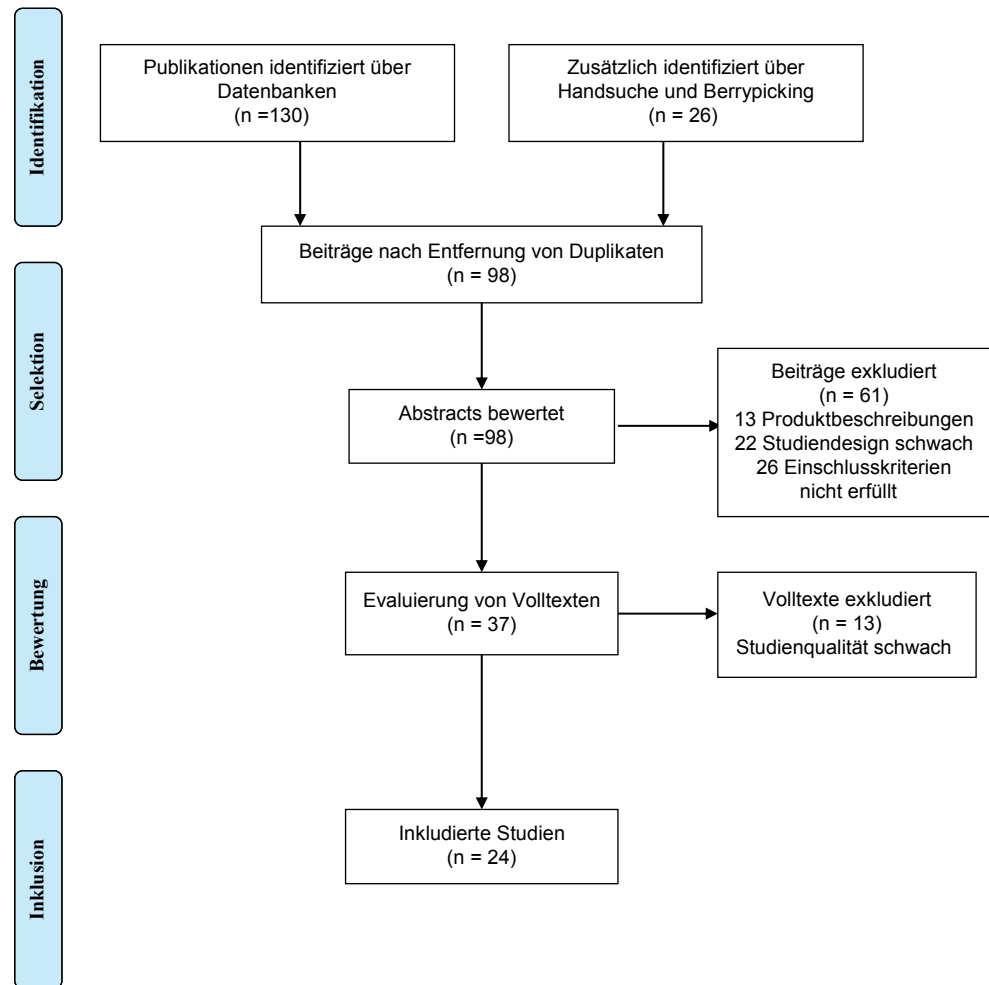 Identifikation
Publikationen identifiziert über
Datenbanken
(n =130)
Zusätzlich identifiziert über
Handsuche und Berrypicking
(n = 26)
Beiträge nach Entfernung von Duplikaten
(n = 98)
Selektion
Abstracts bewertet
(n =98)
Beiträge exkludiert
(n = 61)
13 Produktbeschreibungen
22 Studiendesign schwach
26 Einschlusskriterien
nicht erfüllt
Bewertung
Evaluierung von Volltexten
(n = 37)
Volltexte exkludiert
(n = 13)
Studienqualität schwach
Inklusion
Inkludierte Studien
(n = 24)